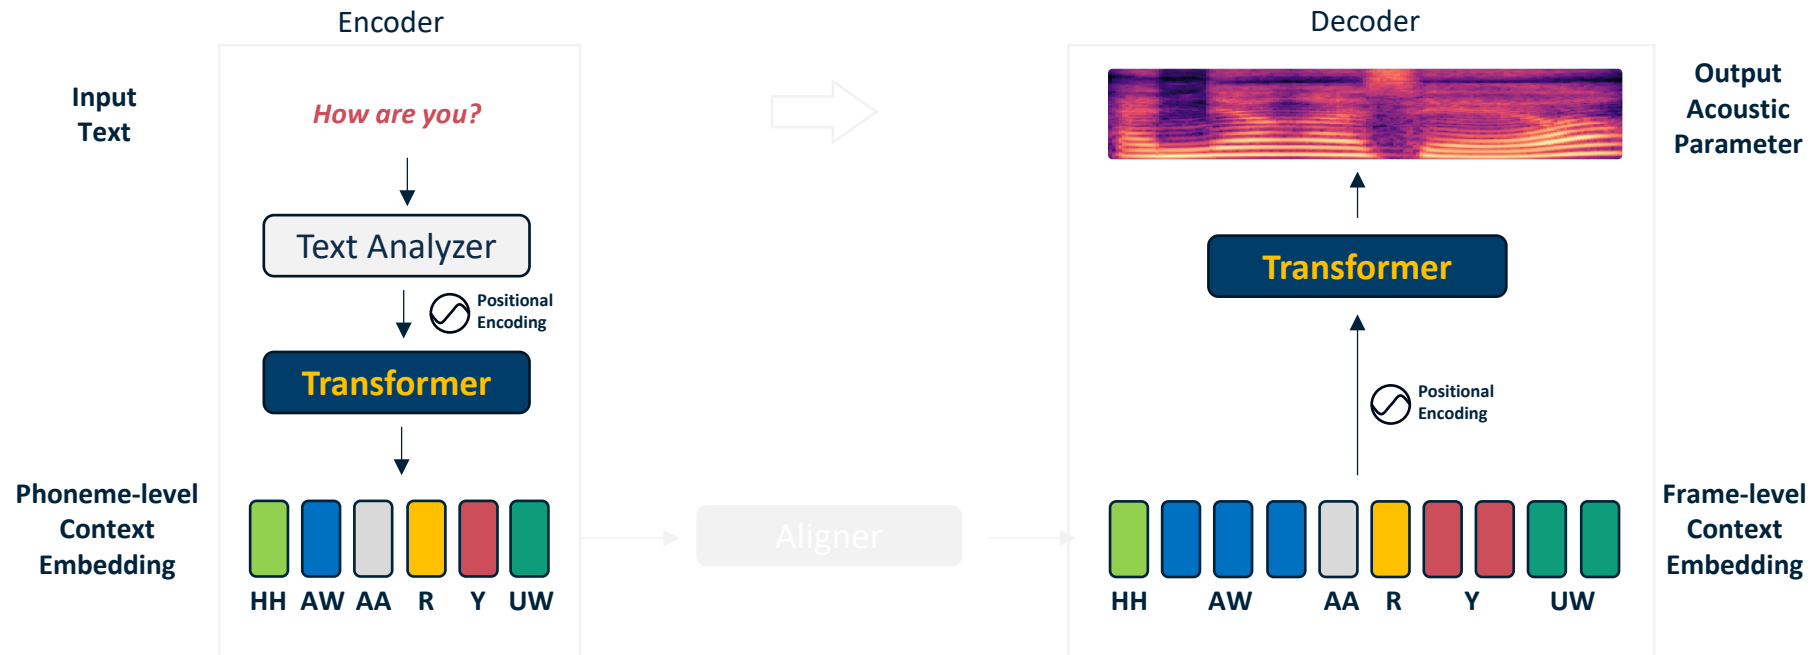 Encoder
Decoder
Input
Text
How are you?
Output
Acoustic
Parameter
Text Analyzer
Transformer
Positional
Encoding
Transformer
Positional
Encoding
Phoneme-level
Context
Embedding
Aligner
Frame-level
Context
Embedding
HH AW AA R Y UW
HH AW AA R Y UW